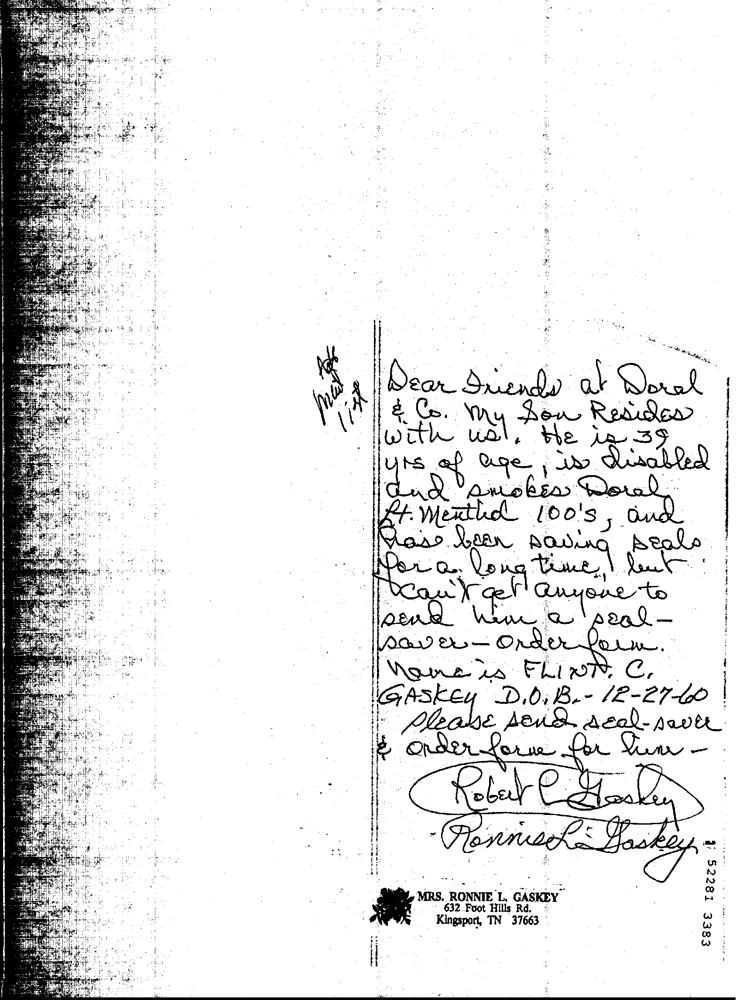 Add
Mail
list
Dear Friends at Doral
& Co. My Son Resides
with us!. He is 39
yrs of age, is disabled
and smokes Doral
Lt. Menthol 100's, and
has been saving seals
for a long time, but
can't get anyone to
send him a seal-
saver-order form.
Name is FLINT. C.
GASKEY D.O.B.- 12-27-60
Please send seal-saver
& order form for him -
Robert C Gaskey
Ronnie L. Gaskey
MRS. RONNIE L. GASKEY
632 Foot Hills Rd.
Kingsport, TN 37663
52281 3383